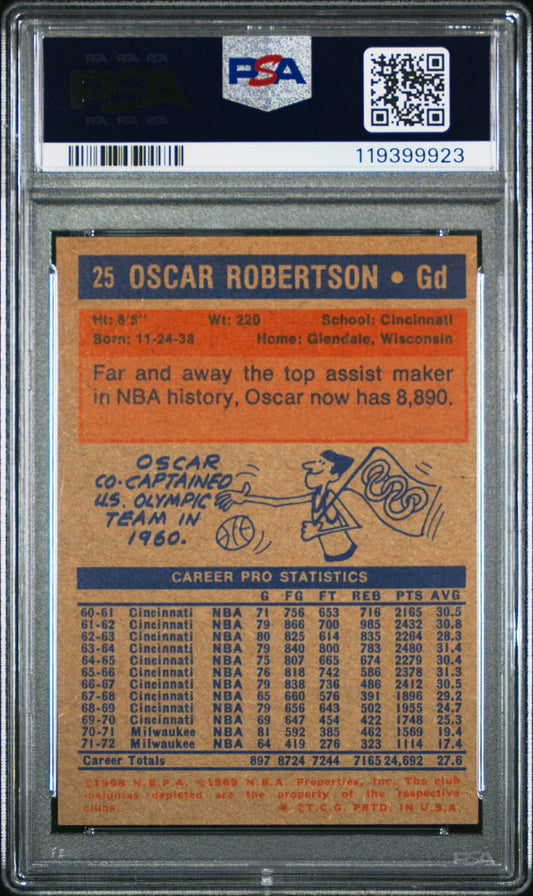 PSA
PSA PSA PSA
PSA
PSA PSA PSA
119399923
25 OSCAR ROBERTSON • Gd
Ht: 6'5" Wt: 220 School: Cincinnati
Born: 11-24-38 Home: Glendale, Wisconsin
Far and away the top assist maker
in NBA history, Oscar now has 8,890.
OSCAR
CO-CAPTAINED
U.S. OLYMPIC
TEAM IN
1960.
CAREER PRO STATISTICS
G FG FT REB PTS AVG
60-61 Cincinnati NBA 71 756 653 716 2165 30.5
61-62 Cincinnati NBA 79 866 700 985 2432 30.8
62-63 Cincinnati NBA 80 825 614 835 2264 28.3
63-64 Cincinnati NBA 79 840 800 783 2480 31.4
64-65 Cincinnati NBA 75 807 665 674 2279 30.4
65-66 Cincinnati NBA 76 818 742 586 2378 31.3
66-67 Cincinnati NBA 79 838 736 486 2412 30.5
67-68 Cincinnati NBA 65 660 576 391 1896 29.2
68-69 Cincinnati NBA 79 656 643 502 1955 24.7
69-70 Cincinnati NBA 69 647 454 422 1748 25.3
70-71 Milwaukee NBA 81 592 385 462 1569 19.4
71-72 Milwaukee NBA 64 419 276 323 1114 17.4
Career Totals 897 8724 7244 7165 24,692 27.6
©1968 N.B.P.A. ©1969 N.B.A. Properties, Inc. The club
insignias depicted are the property of the respective
clubs. * ©T.C.G. PRTD. IN U.S.A.
PSA